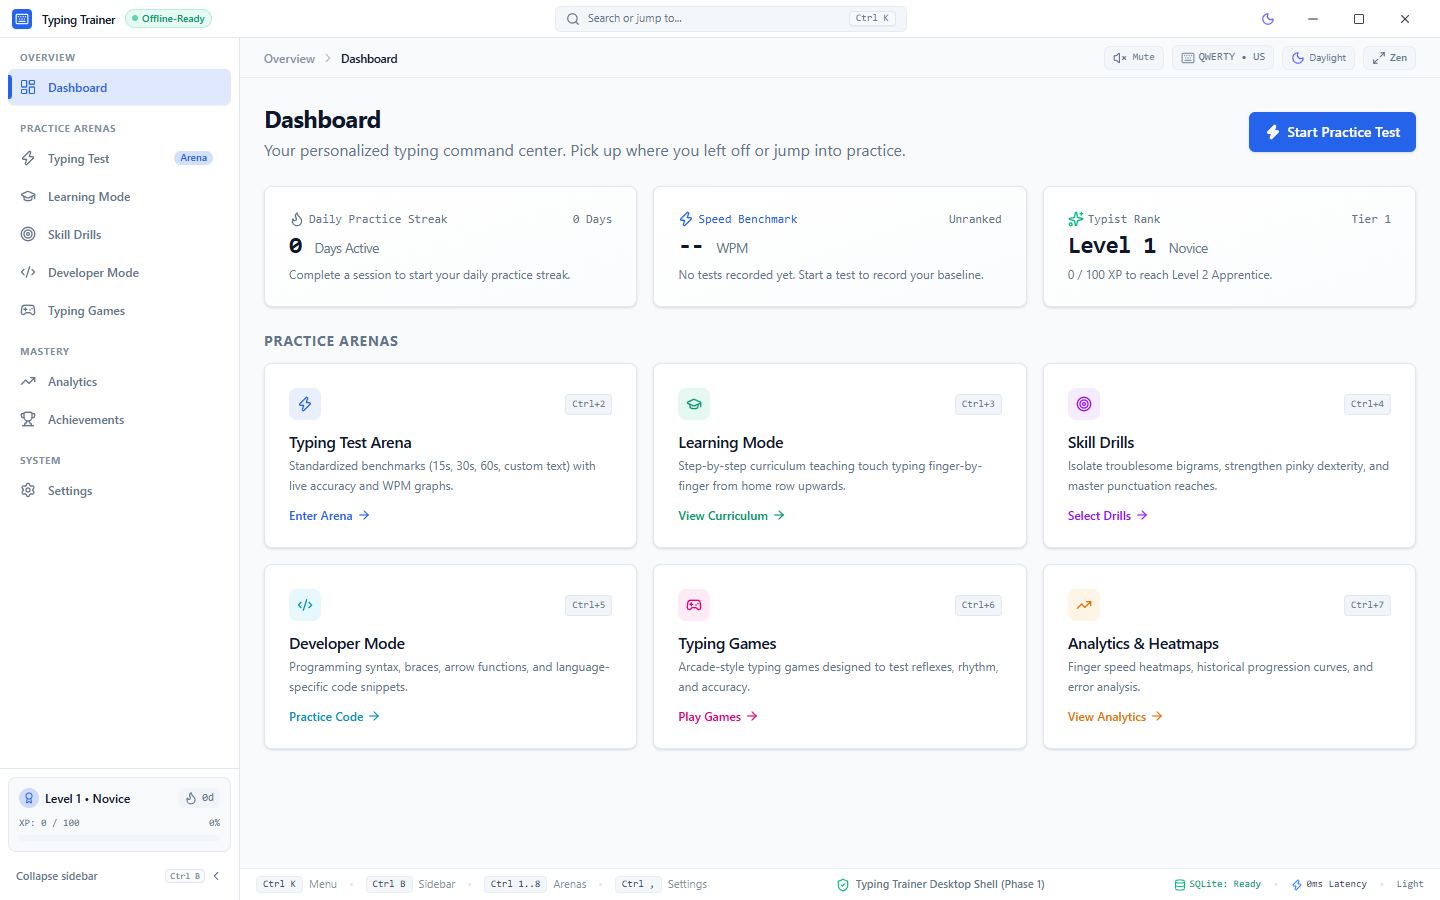 Typing Trainer
Offline-Ready
Search or jump to...
Ctrl K
OVERVIEW
Dashboard
PRACTICE ARENAS
Typing Test
Arena
Learning Mode
Skill Drills
Developer Mode
Typing Games
MASTERY
Analytics
Achievements
SYSTEM
Settings
Level 1 • Novice
0d
XP: 0 / 100
0%
Collapse sidebar
Ctrl B
Overview
Dashboard
Mute
QWERTY • US
Daylight
Zen
Dashboard
Your personalized typing command center. Pick up where you left off or jump into practice.
Start Practice Test
Daily Practice Streak
0 Days
0 Days Active
Complete a session to start your daily practice streak.
Speed Benchmark
Unranked
-- WPM
No tests recorded yet. Start a test to record your baseline.
Typist Rank
Tier 1
Level 1 Novice
0 / 100 XP to reach Level 2 Apprentice.
PRACTICE ARENAS
Ctrl+2
Typing Test Arena
Standardized benchmarks (15s, 30s, 60s, custom text) with
live accuracy and WPM graphs.
Enter Arena
Ctrl+3
Learning Mode
Step-by-step curriculum teaching touch typing finger-by-
finger from home row upwards.
View Curriculum
Ctrl+4
Skill Drills
Isolate troublesome bigrams, strengthen pinky dexterity, and
master punctuation reaches.
Select Drills
Ctrl+5
Developer Mode
Programming syntax, braces, arrow functions, and language-
specific code snippets.
Practice Code
Ctrl+6
Typing Games
Arcade-style typing games designed to test reflexes, rhythm,
and accuracy.
Play Games
Ctrl+7
Analytics & Heatmaps
Finger speed heatmaps, historical progression curves, and
error analysis.
View Analytics
Ctrl K Menu • Ctrl B Sidebar • Ctrl 1..8 Arenas • Ctrl , Settings
Typing Trainer Desktop Shell (Phase 1)
SQLite: Ready • 0ms Latency • Light